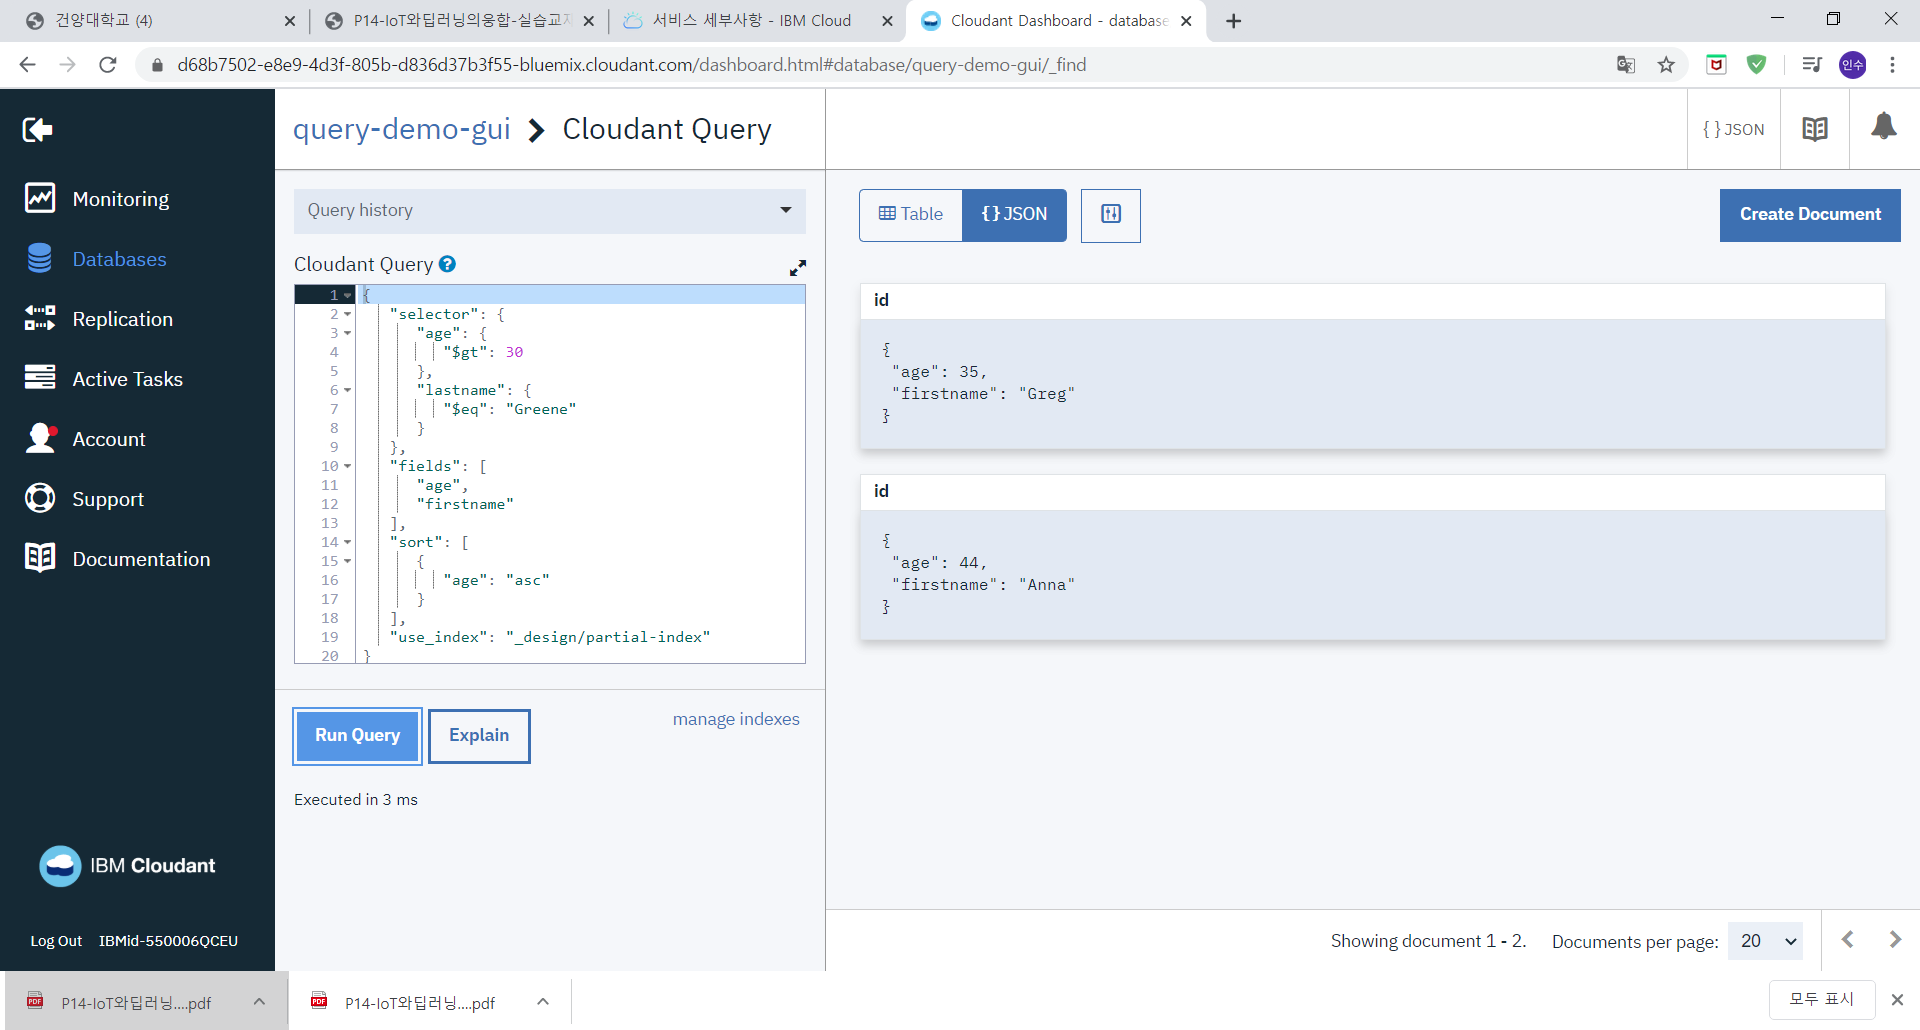 건양대학교 (4)
P14-IoT와딥러닝의융합-실습교
서비스 세부사항 - IBM Cloud
Cloudant Dashboard - database
d68b7502-e8e9-4d3f-805b-d836d37b3f55-bluemix.cloudant.com/dashboard.html#database/query-demo-gui/_find
인수
Monitoring
Databases
Replication
Active Tasks
Account
Support
Documentation
IBM Cloudant
Log Out IBMid-550006QCEU
query-demo-gui Cloudant Query
Query history
Cloudant Query ?
1 {
2 "selector": {
3 "age": {
4 "$gt": 30
5 },
6 "lastname": {
7 "$eq": "Greene"
8 }
9 },
10 "fields": [
11 "age",
12 "firstname"
13 ],
14 "sort": [
15 {
16 "age": "asc"
17 }
18 ],
19 "use_index": "_design/partial-index"
20 }
Run Query
Explain
manage indexes
Executed in 3 ms
{ } JSON
Table
{ } JSON
Create Document
id
{
"age": 35,
"firstname": "Greg"
}
id
{
"age": 44,
"firstname": "Anna"
}
Showing document 1 - 2. Documents per page: 20
PDF P14-IoT와딥러닝....pdf
PDF P14-IoT와딥러닝....pdf
모두 표시